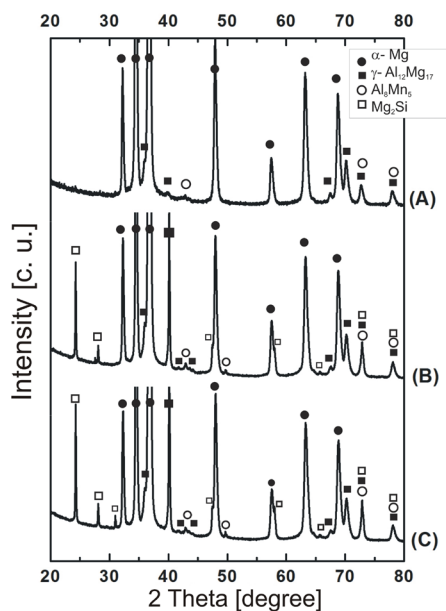 20 30 40 50 60 70 80
α- Mg
γ- Al₁₂Mg₁₇
Al₈Mn₅
Mg₂Si
(A)
(B)
(C)
Intensity [c. u.]
20 30 40 50 60 70 80
2 Theta [degree]